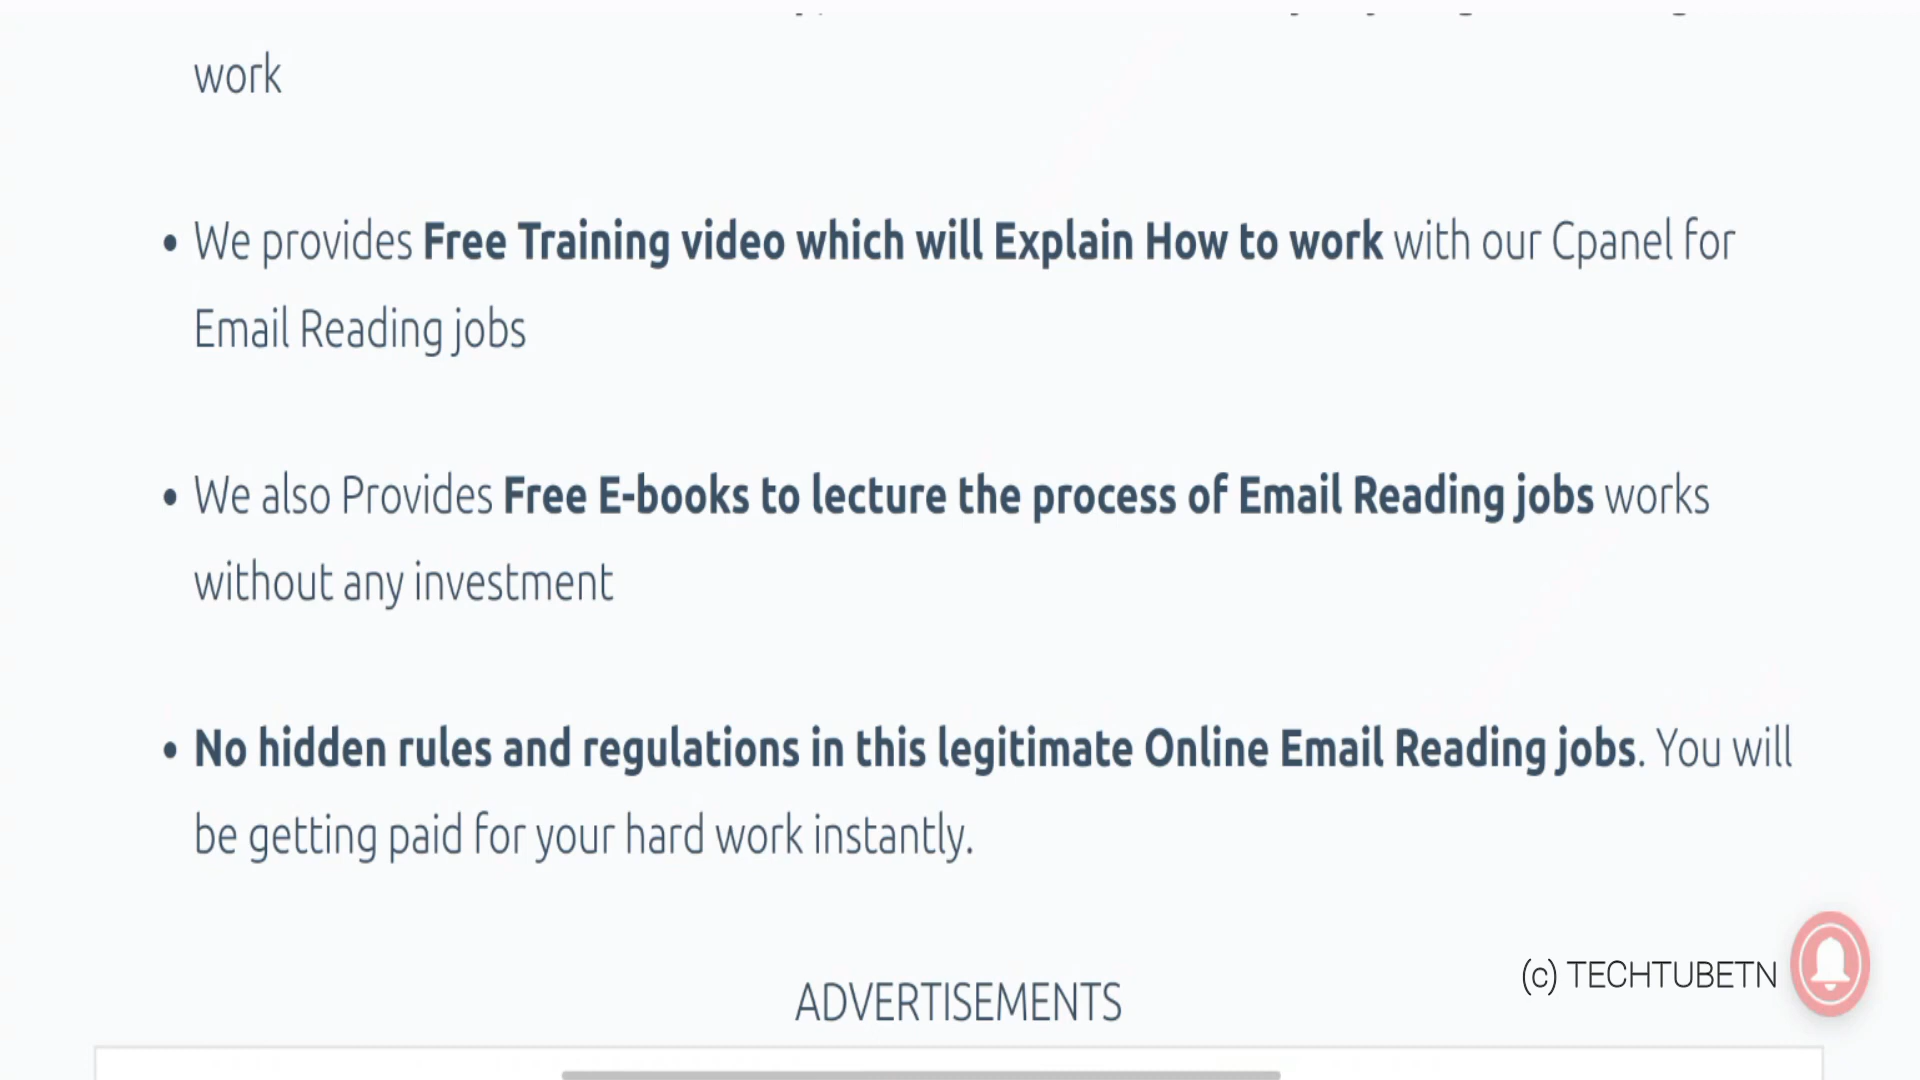 work
• We provides Free Training video which will Explain How to work with our Cpanel for
Email Reading jobs
• We also Provides Free E-books to lecture the process of Email Reading jobs works
without any investment
• No hidden rules and regulations in this legitimate Online Email Reading jobs. You will
be getting paid for your hard work instantly.
(c) TECHTUBETN
ADVERTISEMENTS